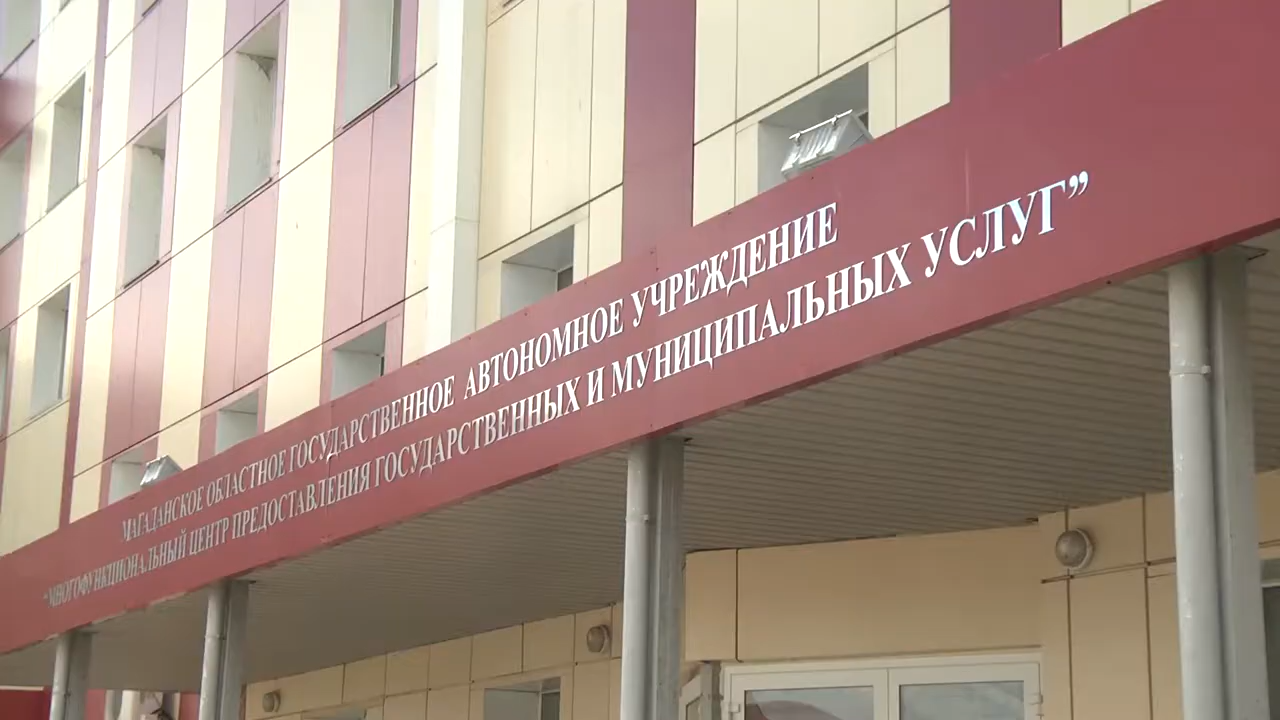 МАГАДАНСКОЕ ОБЛАСТНОЕ ГОСУДАРСТВЕННОЕ АВТОНОМНОЕ УЧРЕЖДЕНИЕ
“МНОГОФУНКЦИОНАЛЬНЫЙ ЦЕНТР ПРЕДОСТАВЛЕНИЯ ГОСУДАРСТВЕННЫХ И МУНИЦИПАЛЬНЫХ УСЛУГ”